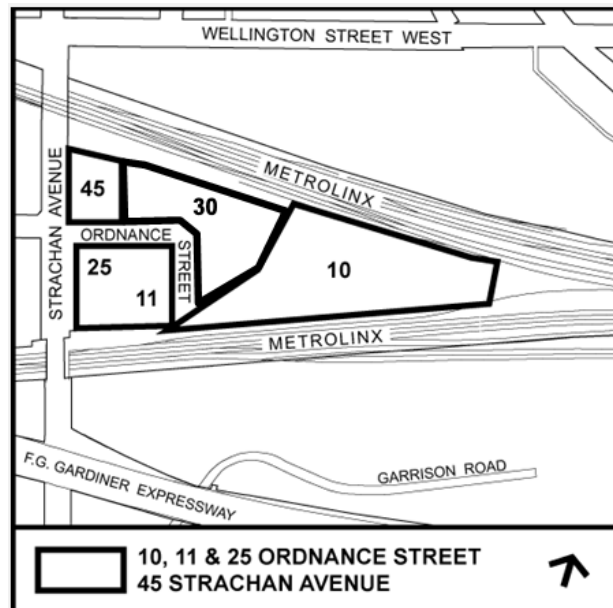 WELLINGTON STREET WEST
METROLINX
STRACHAN AVENUE
45
30
ORDNANCE
STREET
25
11
10
METROLINX
GARRISON ROAD
F.G. GARDINER EXPRESSWAY
10, 11 & 25 ORDNANCE STREET
45 STRACHAN AVENUE